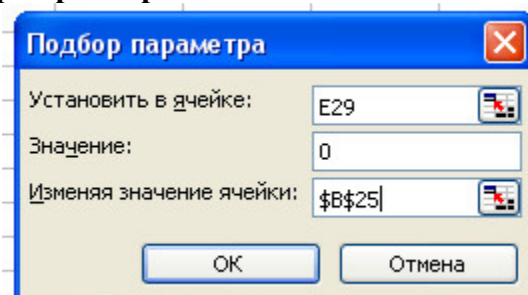 Подбор параметра
Установить в ячейке: E29
Значение: 0
Изменяя значение ячейки: $B$25
ОК Отмена